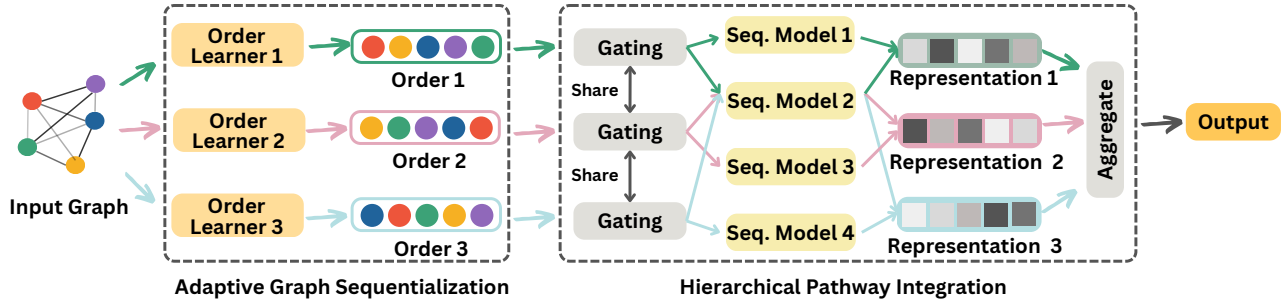 Input Graph
Order
Learner 1
Order 1
Order
Learner 2
Order 2
Order
Learner 3
Order 3
Adaptive Graph Sequentialization
Gating
Share
Gating
Share
Gating
Seq. Model 1
Seq. Model 2
Seq. Model 3
Seq. Model 4
Representation 1
Representation 2
Representation 3
Aggregate
Hierarchical Pathway Integration
Output